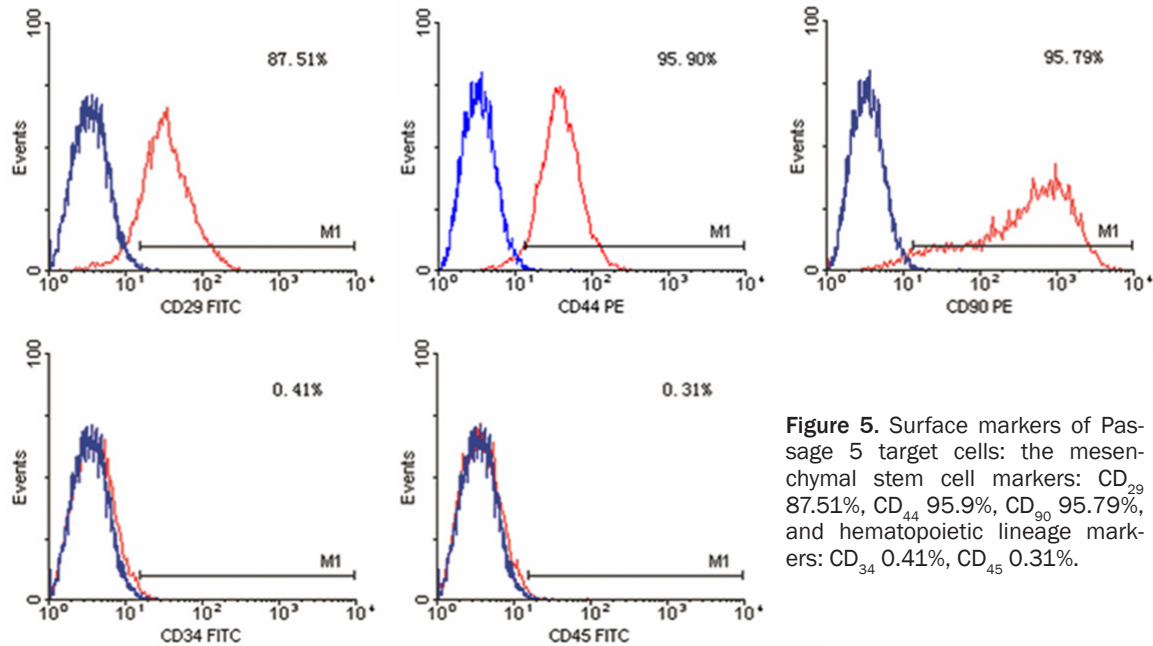 100
87.51%
Events
M1
0
10⁰ 10¹ 10² 10³ 10⁴
CD29 FITC
100
95.90%
Events
M1
0
10⁰ 10¹ 10² 10³ 10⁴
CD44 PE
100
95.79%
Events
M1
0
10⁰ 10¹ 10² 10³ 10⁴
CD90 PE
100
0.41%
Events
M1
0
10⁰ 10¹ 10² 10³ 10⁴
CD34 FITC
100
0.31%
Events
M1
0
10⁰ 10¹ 10² 10³ 10⁴
CD45 FITC
Figure 5. Surface markers of Pas-
sage 5 target cells: the mesen-
chymal stem cell markers: CD₂₉
87.51%, CD₄₄ 95.9%, CD₉₀ 95.79%,
and hematopoietic lineage mark-
ers: CD₃₄ 0.41%, CD₄₅ 0.31%.